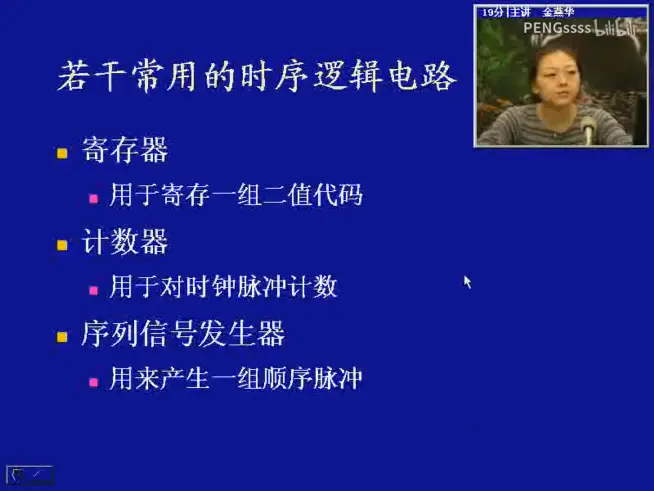 19分|主讲 金燕华
PENGssss bilibili
若干常用的时序逻辑电路
寄存器
用于寄存一组二值代码
计数器
用于对时钟脉冲计数
序列信号发生器
用来产生一组顺序脉冲